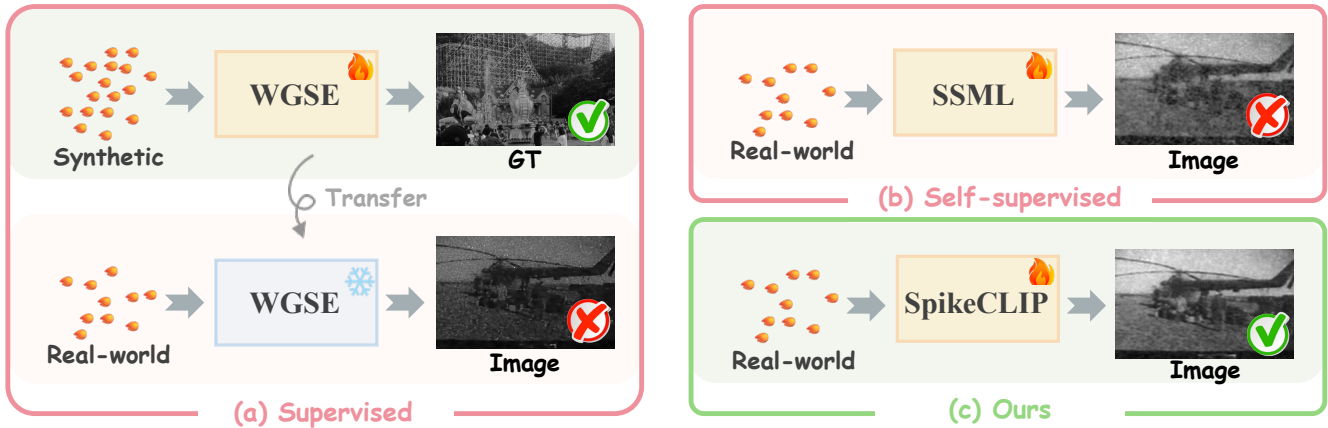 WGSE
Synthetic
GT
Transfer
WGSE
Real-world
Image
(a) Supervised
SSML
Real-world
Image
(b) Self-supervised
SpikeCLIP
Real-world
Image
(c) Ours